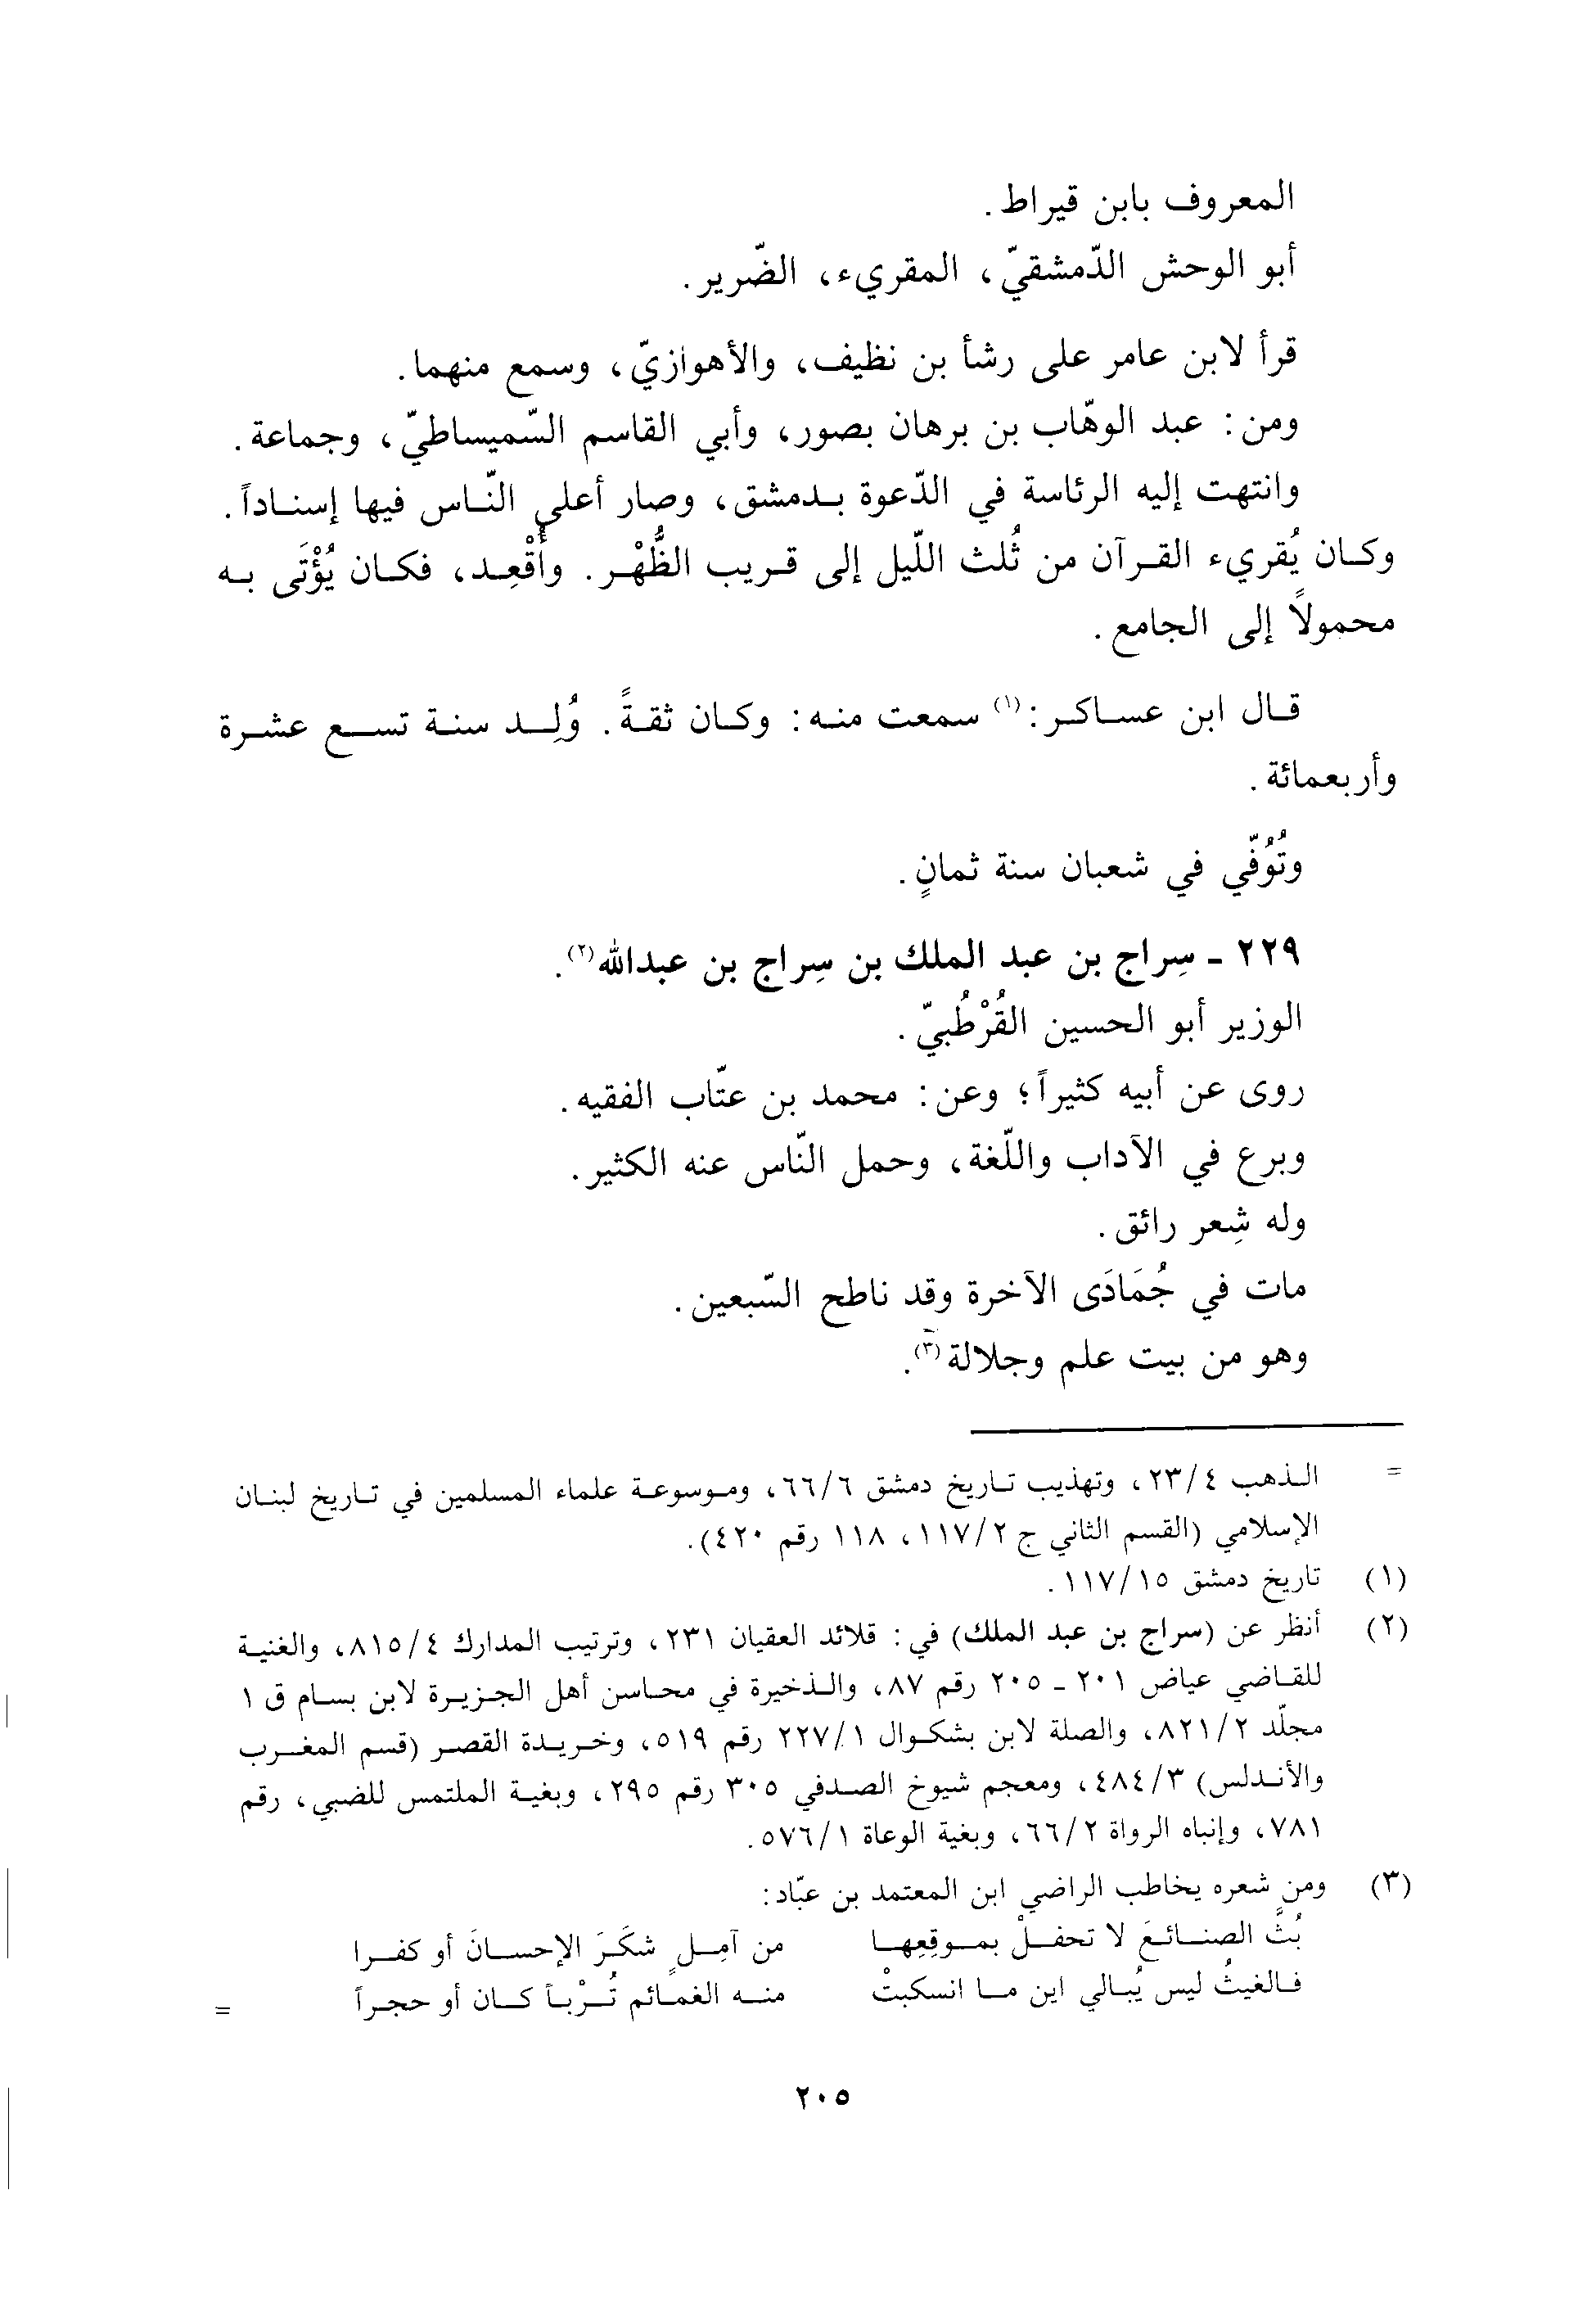 المعروف بابن قيراط.
أبو الوحش الدّمشقيّ، المقريء، الضّرير.
قرأ لابن عامر على رشأ بن نظيف، والأهوازيّ، وسمع منهما.
ومن: عبد الوهّاب بن برهان بصور، وأبي القاسم السّميساطيّ، وجماعة.
وانتهت إليه الرئاسة في الدّعوة بدمشق، وصار أعلى النّاس فيها إسناداً.
وكان يُقريء القرآن من ثُلث اللّيل إلى قريب الظُّهْر. وأُقْعِد، فكان يُؤْتَى به
محمولاً إلى الجامع.
قال ابن عساكر:(١) سمعت منه: وكان ثقةً. وُلِد سنة تسع عشرة
وأربعمائة.
وتُوُفّي في شعبان سنة ثمانٍ.
٢٢٩ ـ سِراج بن عبد الملك بن سِراج بن عبدالله(٢).
الوزير أبو الحسين القُرْطُبيّ.
روى عن أبيه كثيراً؛ وعن: محمد بن عتّاب الفقيه.
وبرع في الآداب واللّغة، وحمل النّاس عنه الكثير.
وله شِعر رائق.
مات في جُمَادَى الآخرة وقد ناطح السّبعين.
وهو من بيت علم وجلالة(٣).
= الذهب ٢٣/٤، وتهذيب تاريخ دمشق ٦٦/٦، وموسوعة علماء المسلمين في تاريخ لبنان
الإسلامي (القسم الثاني ج ١١٧/٢، ١١٨ رقم ٤٢٠).
(١) تاريخ دمشق ١١٧/١٥.
(٢) أنظر عن (سراج بن عبد الملك) في: قلائد العقيان ٢٣١، وترتيب المدارك ٨١٥/٤، والغنية
للقاضي عياض ٢٠١ ـ ٢٠٥ رقم ٨٧، والذخيرة في محاسن أهل الجزيرة لابن بسام ق ١
مجلّد ٨٢١/٢، والصلة لابن بشكوال ٢٢٧/١ رقم ٥١٩، وخريدة القصر (قسم المغرب
والأندلس) ٤٨٤/٣، ومعجم شيوخ الصدفي ٣٠٥ رقم ٢٩٥، وبغية الملتمس للضبي، رقم
٧٨١، وإنباه الرواة ٦٦/٢، وبغية الوعاة ٥٧٦/١.
(٣) ومن شعره يخاطب الراضي ابن المعتمد بن عبّاد:
بُثَّ الصنائعَ لا تحفلْ بموقِعِها من آمِلٍ شكَرَ الإحسانَ أو كفرا
فالغيثُ ليس يُبالي اين ما انسكبتْ منه الغمائم تُرْباً كان أو حجراً =
٢٠٥